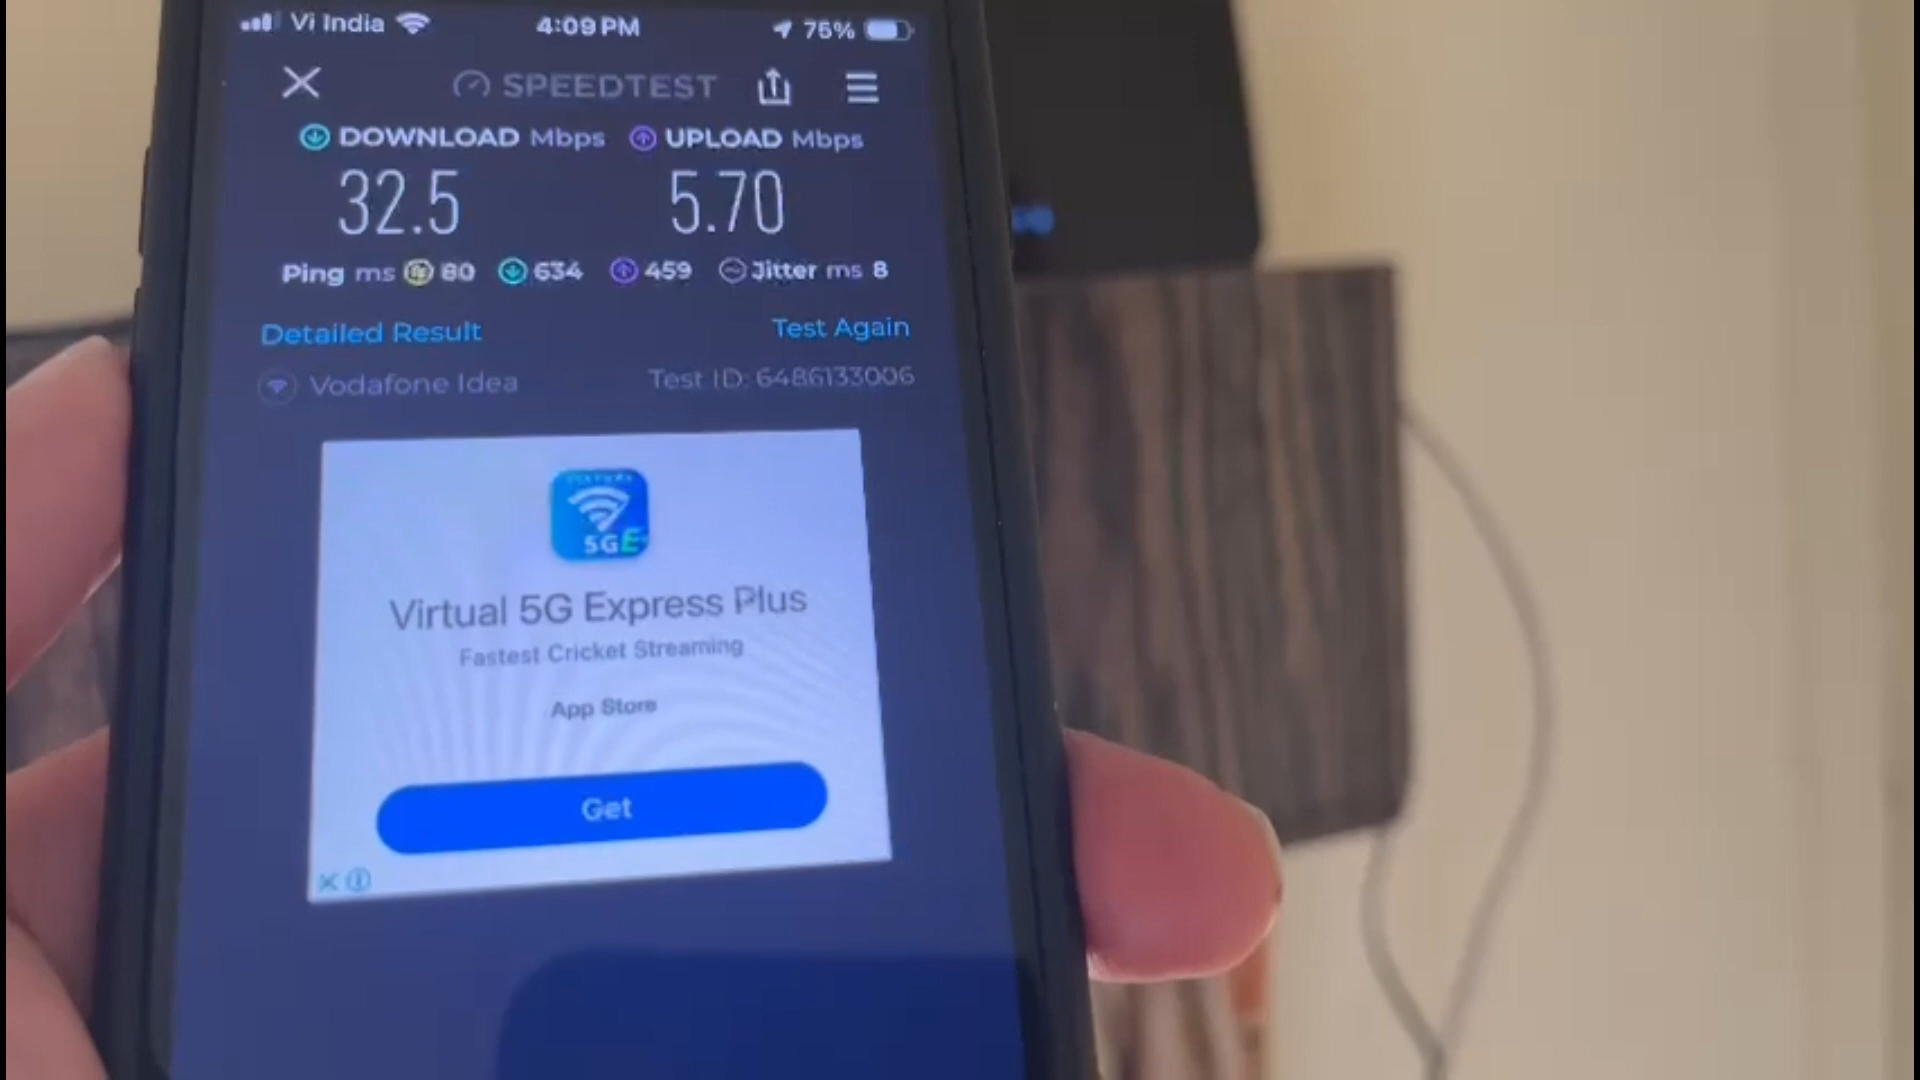 Vi India 4:09 PM 75%
SPEEDTEST
DOWNLOAD Mbps UPLOAD Mbps
32.5 5.70
Ping ms 80 634 459 Jitter ms 8
Detailed Result Test Again
Vodafone Idea Test ID: 6486133006
5GE
Virtual 5G Express Plus
Fastest Cricket Streaming
App Store
Get